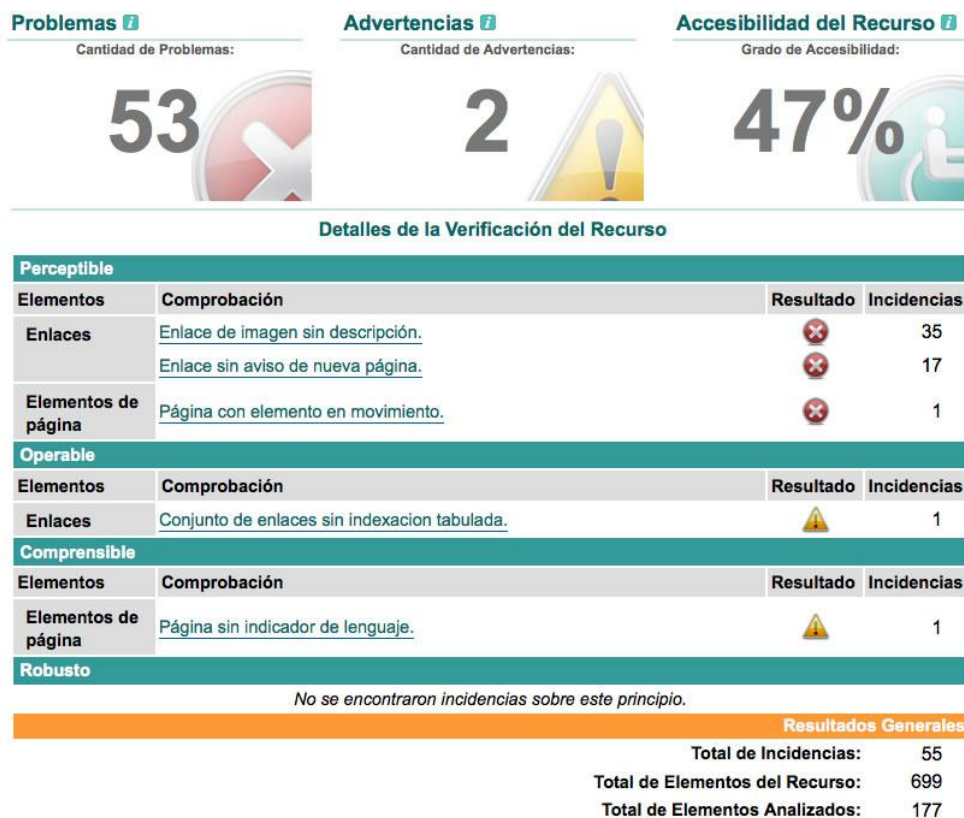 Problemas i
Advertencias i
Accesibilidad del Recurso i
Cantidad de Problemas:
Cantidad de Advertencias:
Grado de Accesibilidad:
53
2
47%
Detalles de la Verificación del Recurso
Perceptible
Elementos Comprobación Resultado Incidencias
Enlaces Enlace de imagen sin descripción. 35
Enlace sin aviso de nueva página. 17
Elementos de página Página con elemento en movimiento. 1
Operable
Elementos Comprobación Resultado Incidencias
Enlaces Conjunto de enlaces sin indexacion tabulada. 1
Comprensible
Elementos Comprobación Resultado Incidencias
Elementos de página Página sin indicador de lenguaje. 1
Robusto
No se encontraron incidencias sobre este principio.
Resultados Generales
Total de Incidencias: 55
Total de Elementos del Recurso: 699
Total de Elementos Analizados: 177